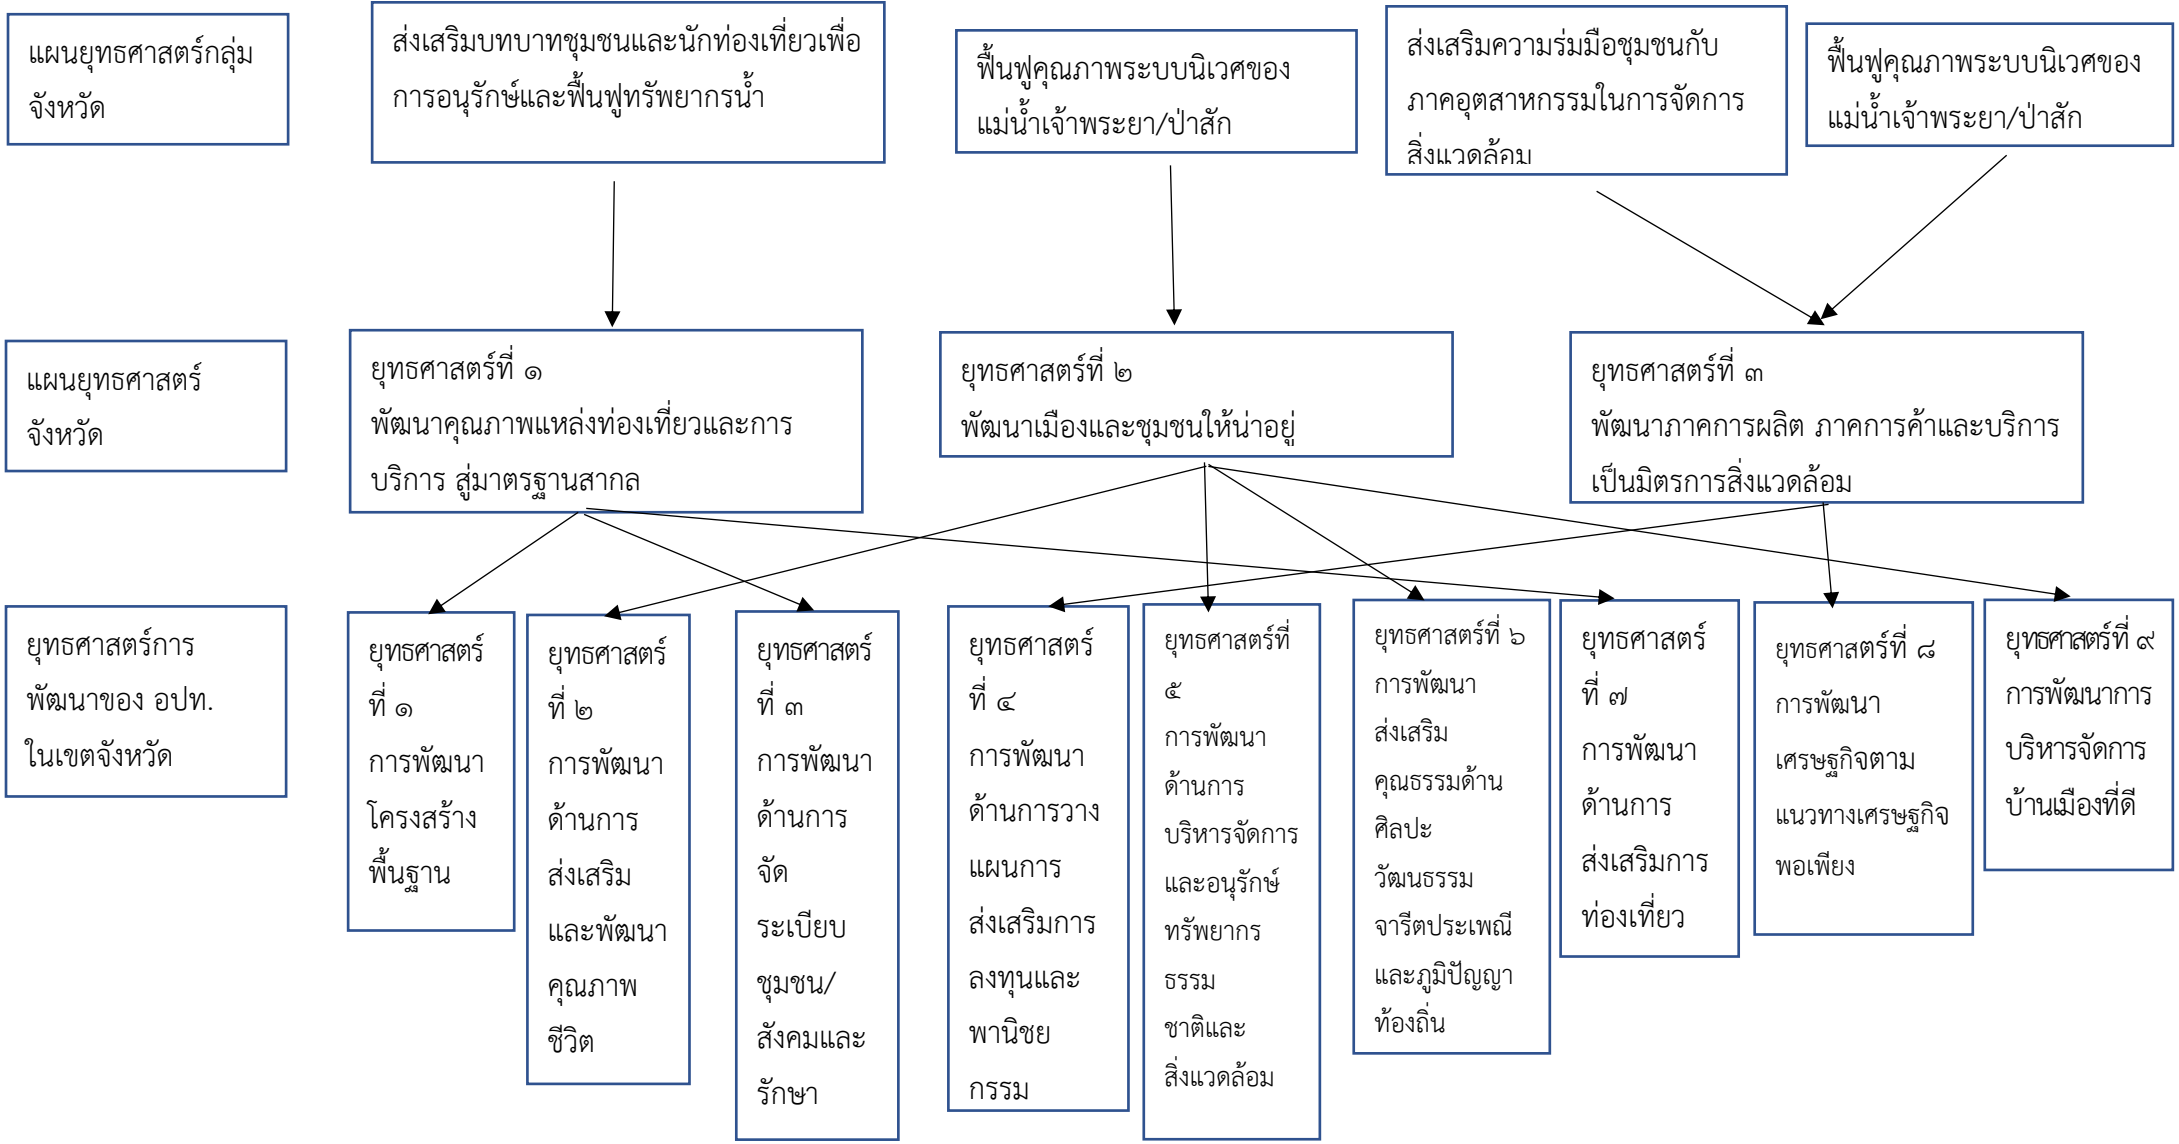 แผนยุทธศาสตร์กลุ่ม
จังหวัด
ส่งเสริมบทบาทชุมชนและนักท่องเที่ยวเพื่อ
การอนุรักษ์และฟื้นฟูทรัพยากรน้ำ
ฟื้นฟูคุณภาพระบบนิเวศของ
แม่น้ำเจ้าพระยา/ป่าสัก
ส่งเสริมความร่มมือชุมชนกับ
ภาคอุตสาหกรรมในการจัดการ
สิ่งแวดล้อม
ฟื้นฟูคุณภาพระบบนิเวศของ
แม่น้ำเจ้าพระยา/ป่าสัก
แผนยุทธศาสตร์
จังหวัด
ยุทธศาสตร์ที่ ๑
พัฒนาคุณภาพแหล่งท่องเที่ยวและการ
บริการ สู่มาตรฐานสากล
ยุทธศาสตร์ที่ ๒
พัฒนาเมืองและชุมชนให้น่าอยู่
ยุทธศาสตร์ที่ ๓
พัฒนาภาคการผลิต ภาคการค้าและบริการ
เป็นมิตรการสิ่งแวดล้อม
ยุทธศาสตร์การ
พัฒนาของ อปท.
ในเขตจังหวัด
ยุทธศาสตร์
ที่ ๑
การพัฒนา
โครงสร้าง
พื้นฐาน
ยุทธศาสตร์
ที่ ๒
การพัฒนา
ด้านการ
ส่งเสริม
และพัฒนา
คุณภาพ
ชีวิต
ยุทธศาสตร์
ที่ ๓
การพัฒนา
ด้านการ
จัด
ระเบียบ
ชุมชน/
สังคมและ
รักษา
ยุทธศาสตร์
ที่ ๔
การพัฒนา
ด้านการวาง
แผนการ
ส่งเสริมการ
ลงทุนและ
พานิชย
กรรม
ยุทธศาสตร์ที่
๕
การพัฒนา
ด้านการ
บริหารจัดการ
และอนุรักษ์
ทรัพยากร
ธรรม
ชาติและ
สิ่งแวดล้อม
ยุทธศาสตร์ที่ ๖
การพัฒนา
ส่งเสริม
คุณธรรมด้าน
ศิลปะ
วัฒนธรรม
จารีตประเพณี
และภูมิปัญญา
ท้องถิ่น
ยุทธศาสตร์
ที่ ๗
การพัฒนา
ด้านการ
ส่งเสริมการ
ท่องเที่ยว
ยุทธศาสตร์ที่ ๘
การพัฒนา
เศรษฐกิจตาม
แนวทางเศรษฐกิจ
พอเพียง
ยุทธศาสตร์ที่ ๙
การพัฒนาการ
บริหารจัดการ
บ้านเมืองที่ดี